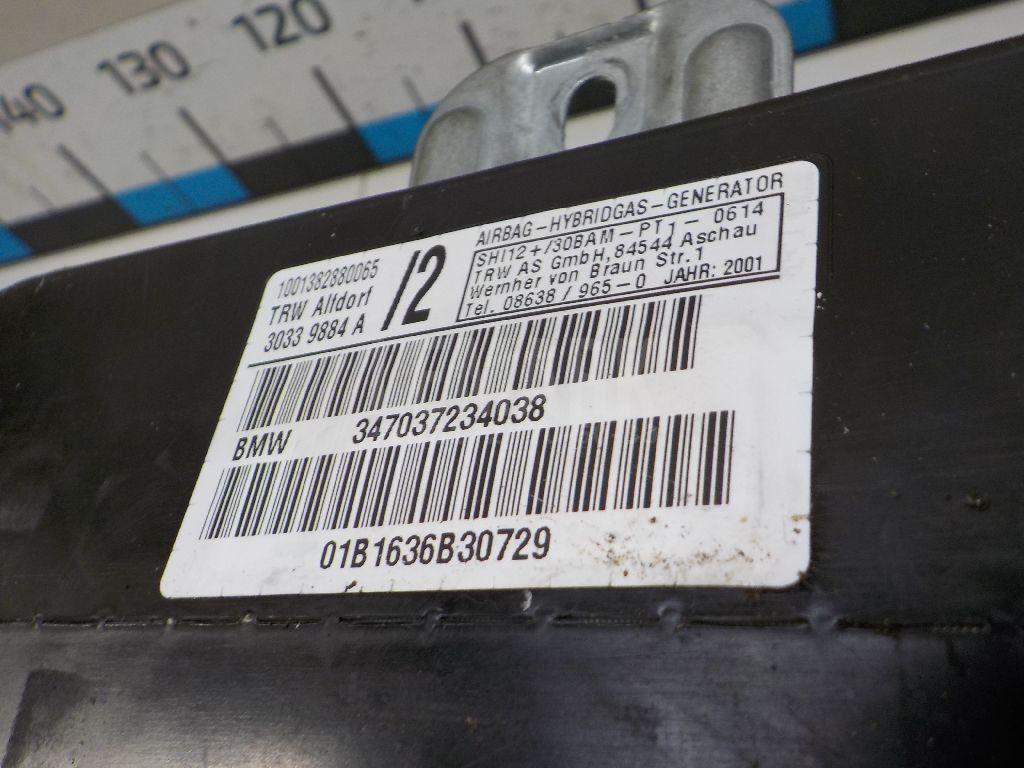 140 130 120
1001382880065
TRW Alfdorf
3033 9884 A
/2
AIRBAG-HYBRIDGAS-GENERATOR
SHI12+/30BAM-PT1-0614
TRW AS GmbH, 84544 Aschau
Wernher von Braun Str.1
Tel. 08638 / 965-0 JAHR: 2001
BMW 347037234038
01B1636B30729